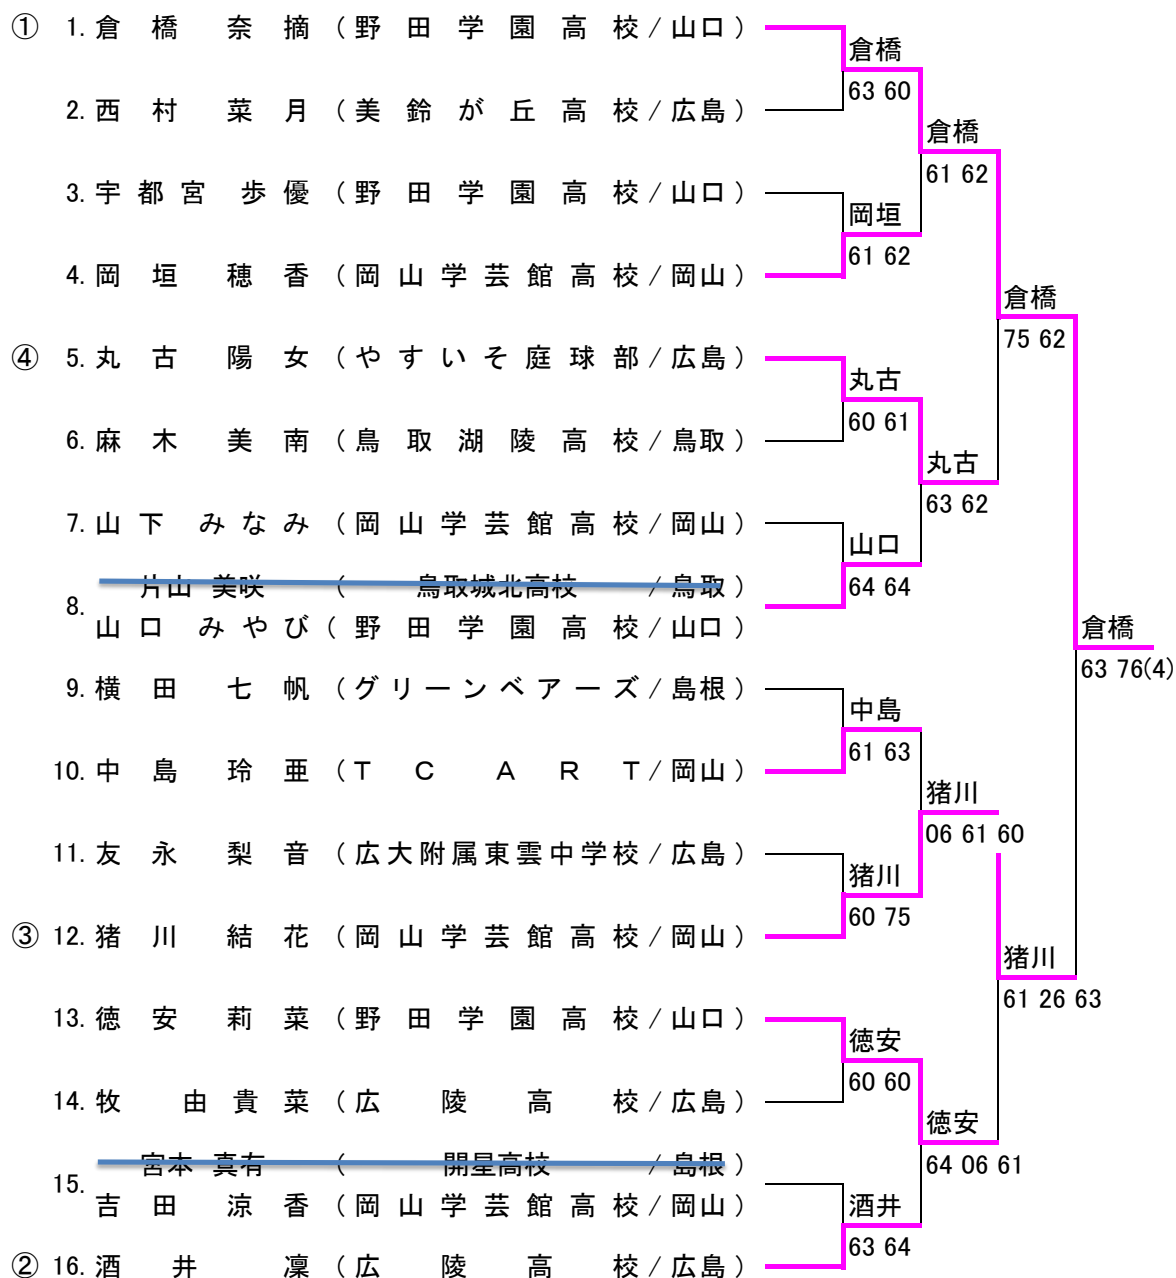 ① 1. 倉橋 奈摘 (野田学園高校/山口)
2. 西村 菜月 (美鈴が丘高校/広島)
3. 宇都宮 歩優 (野田学園高校/山口)
4. 岡垣 穂香 (岡山学芸館高校/岡山)
④ 5. 丸古 陽女 (やすいそ庭球部/広島)
6. 麻木 美南 (鳥取湖陵高校/鳥取)
7. 山下 みなみ (岡山学芸館高校/岡山)
片山 美咲 (鳥取城北高校/鳥取)
8.
山口 みやび (野田学園高校/山口)
9. 横田 七帆 (グリーンベアーズ/島根)
10. 中島 玲亜 (TC ART/岡山)
11. 友永 梨音 (広大附属東雲中学校/広島)
③ 12. 猪川 結花 (岡山学芸館高校/岡山)
13. 徳安 莉菜 (野田学園高校/山口)
14. 牧 由貴菜 (広陵高校/広島)
宮本 真有 (開星高校/島根)
15.
吉田 涼香 (岡山学芸館高校/岡山)
② 16. 酒井 凜 (広陵高校/広島)
倉橋
63 60
岡垣
61 62
丸古
60 61
山口
64 64
中島
61 63
猪川
60 75
徳安
60 60
酒井
63 64
倉橋
61 62
丸古
63 62
猪川
06 61 60
徳安
64 06 61
倉橋
75 62
猪川
61 26 63
倉橋
63 76(4)